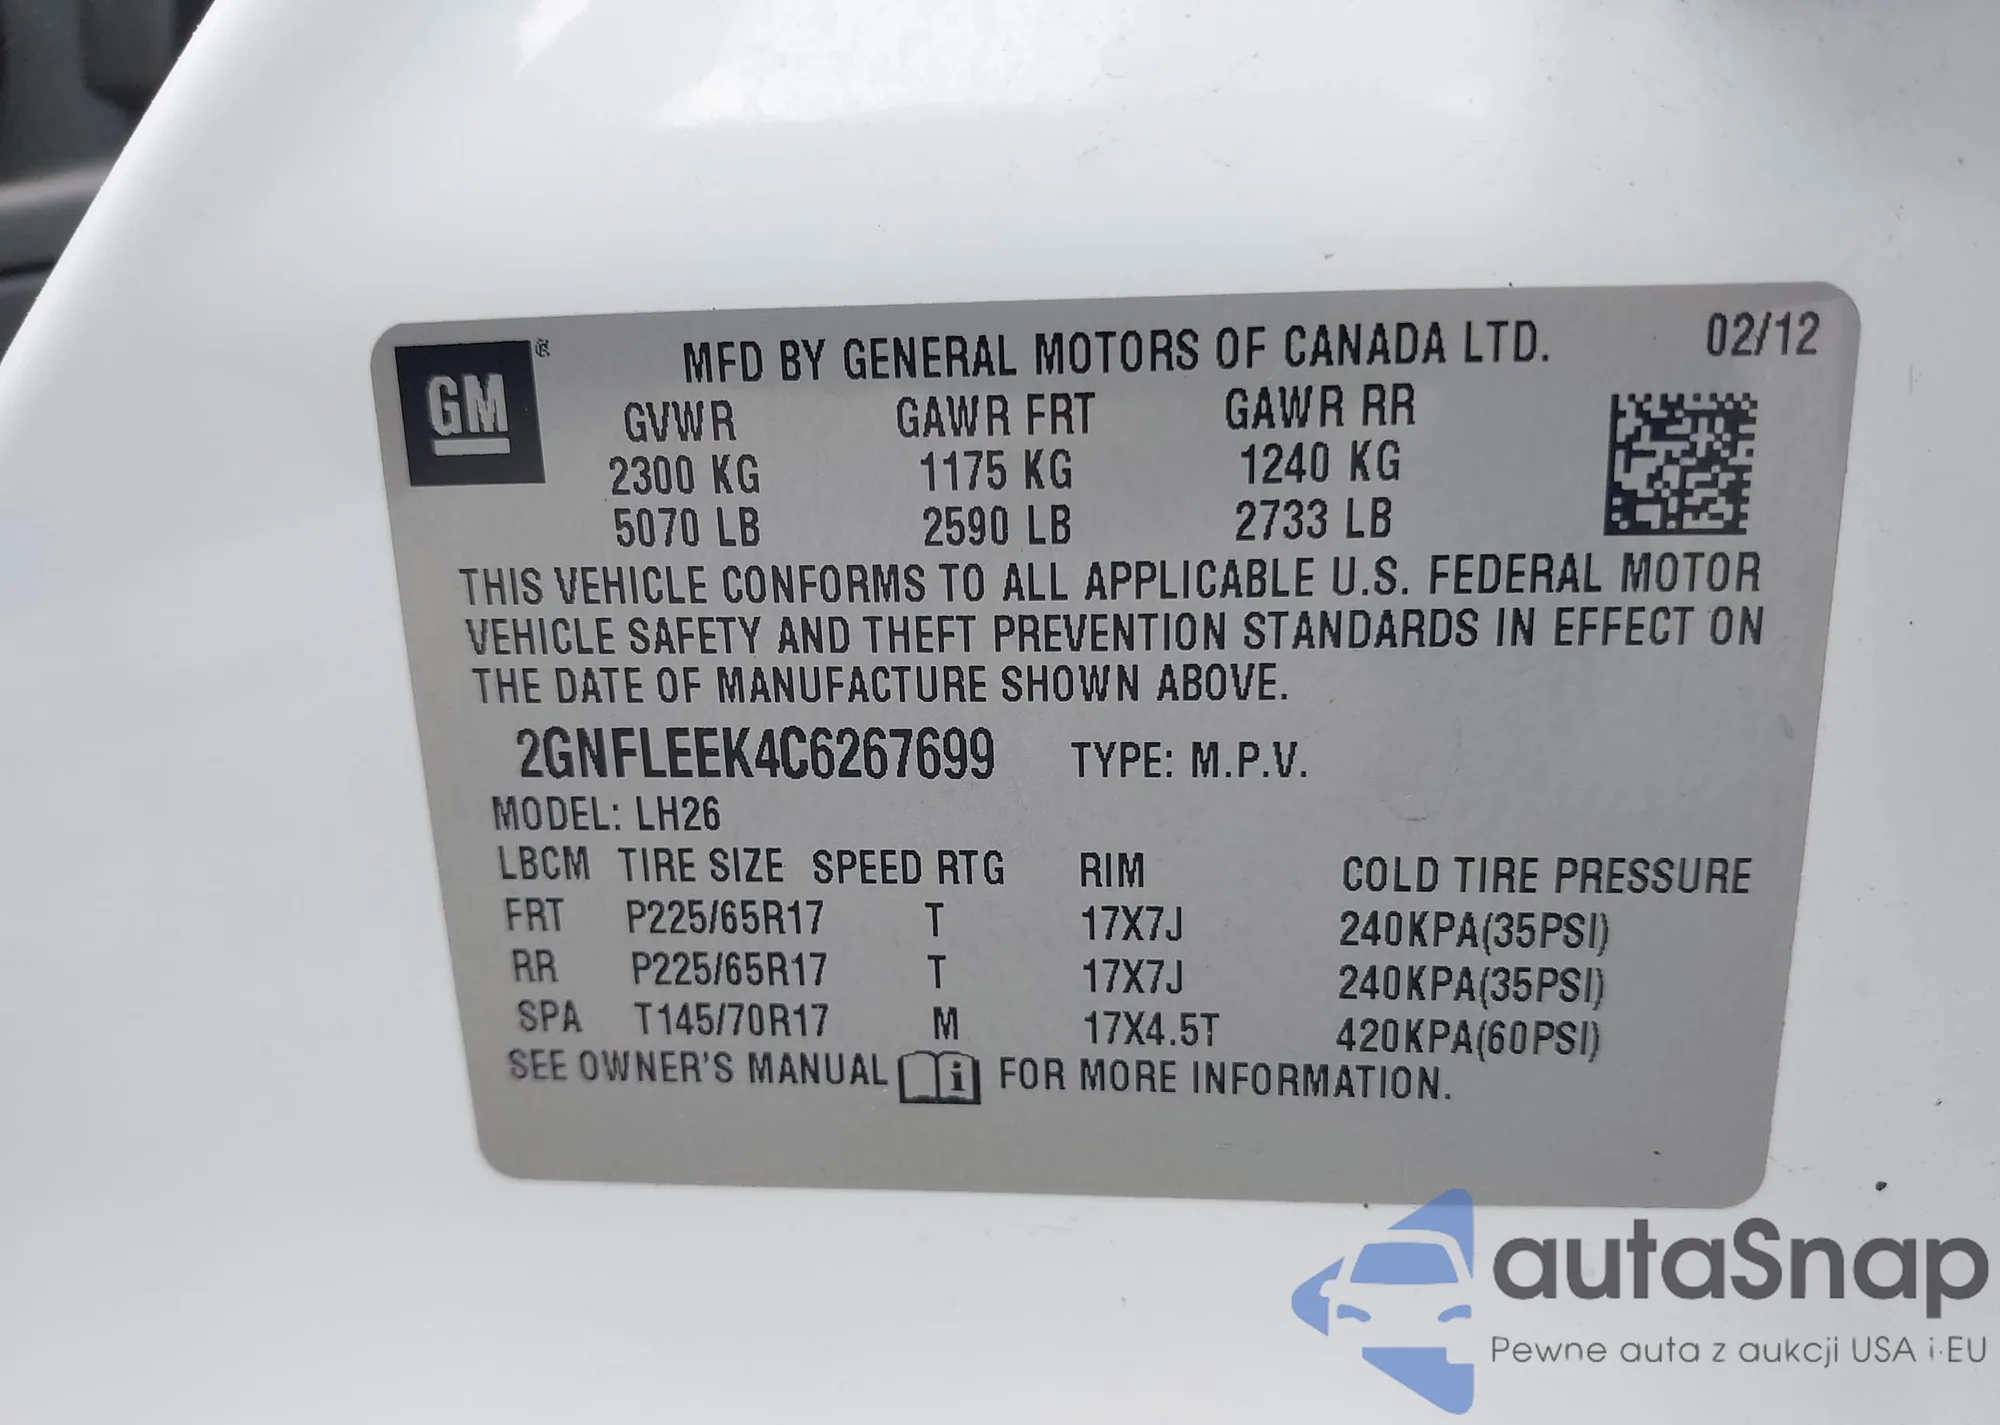 GM
MFD BY GENERAL MOTORS OF CANADA LTD. 02/12
GVWR GAWR FRT GAWR RR
2300 KG 1175 KG 1240 KG
5070 LB 2590 LB 2733 LB
THIS VEHICLE CONFORMS TO ALL APPLICABLE U.S. FEDERAL MOTOR
VEHICLE SAFETY AND THEFT PREVENTION STANDARDS IN EFFECT ON
THE DATE OF MANUFACTURE SHOWN ABOVE.
2GNFLEEK4C6267699 TYPE: M.P.V.
MODEL: LH26
LBCM TIRE SIZE SPEED RTG RIM COLD TIRE PRESSURE
FRT P225/65R17 T 17X7J 240KPA(35PSI)
RR P225/65R17 T 17X7J 240KPA(35PSI)
SPA T145/70R17 M 17X4.5T 420KPA(60PSI)
SEE OWNER'S MANUAL i FOR MORE INFORMATION.
autaSnap
Pewne auta z aukcji USA i EU